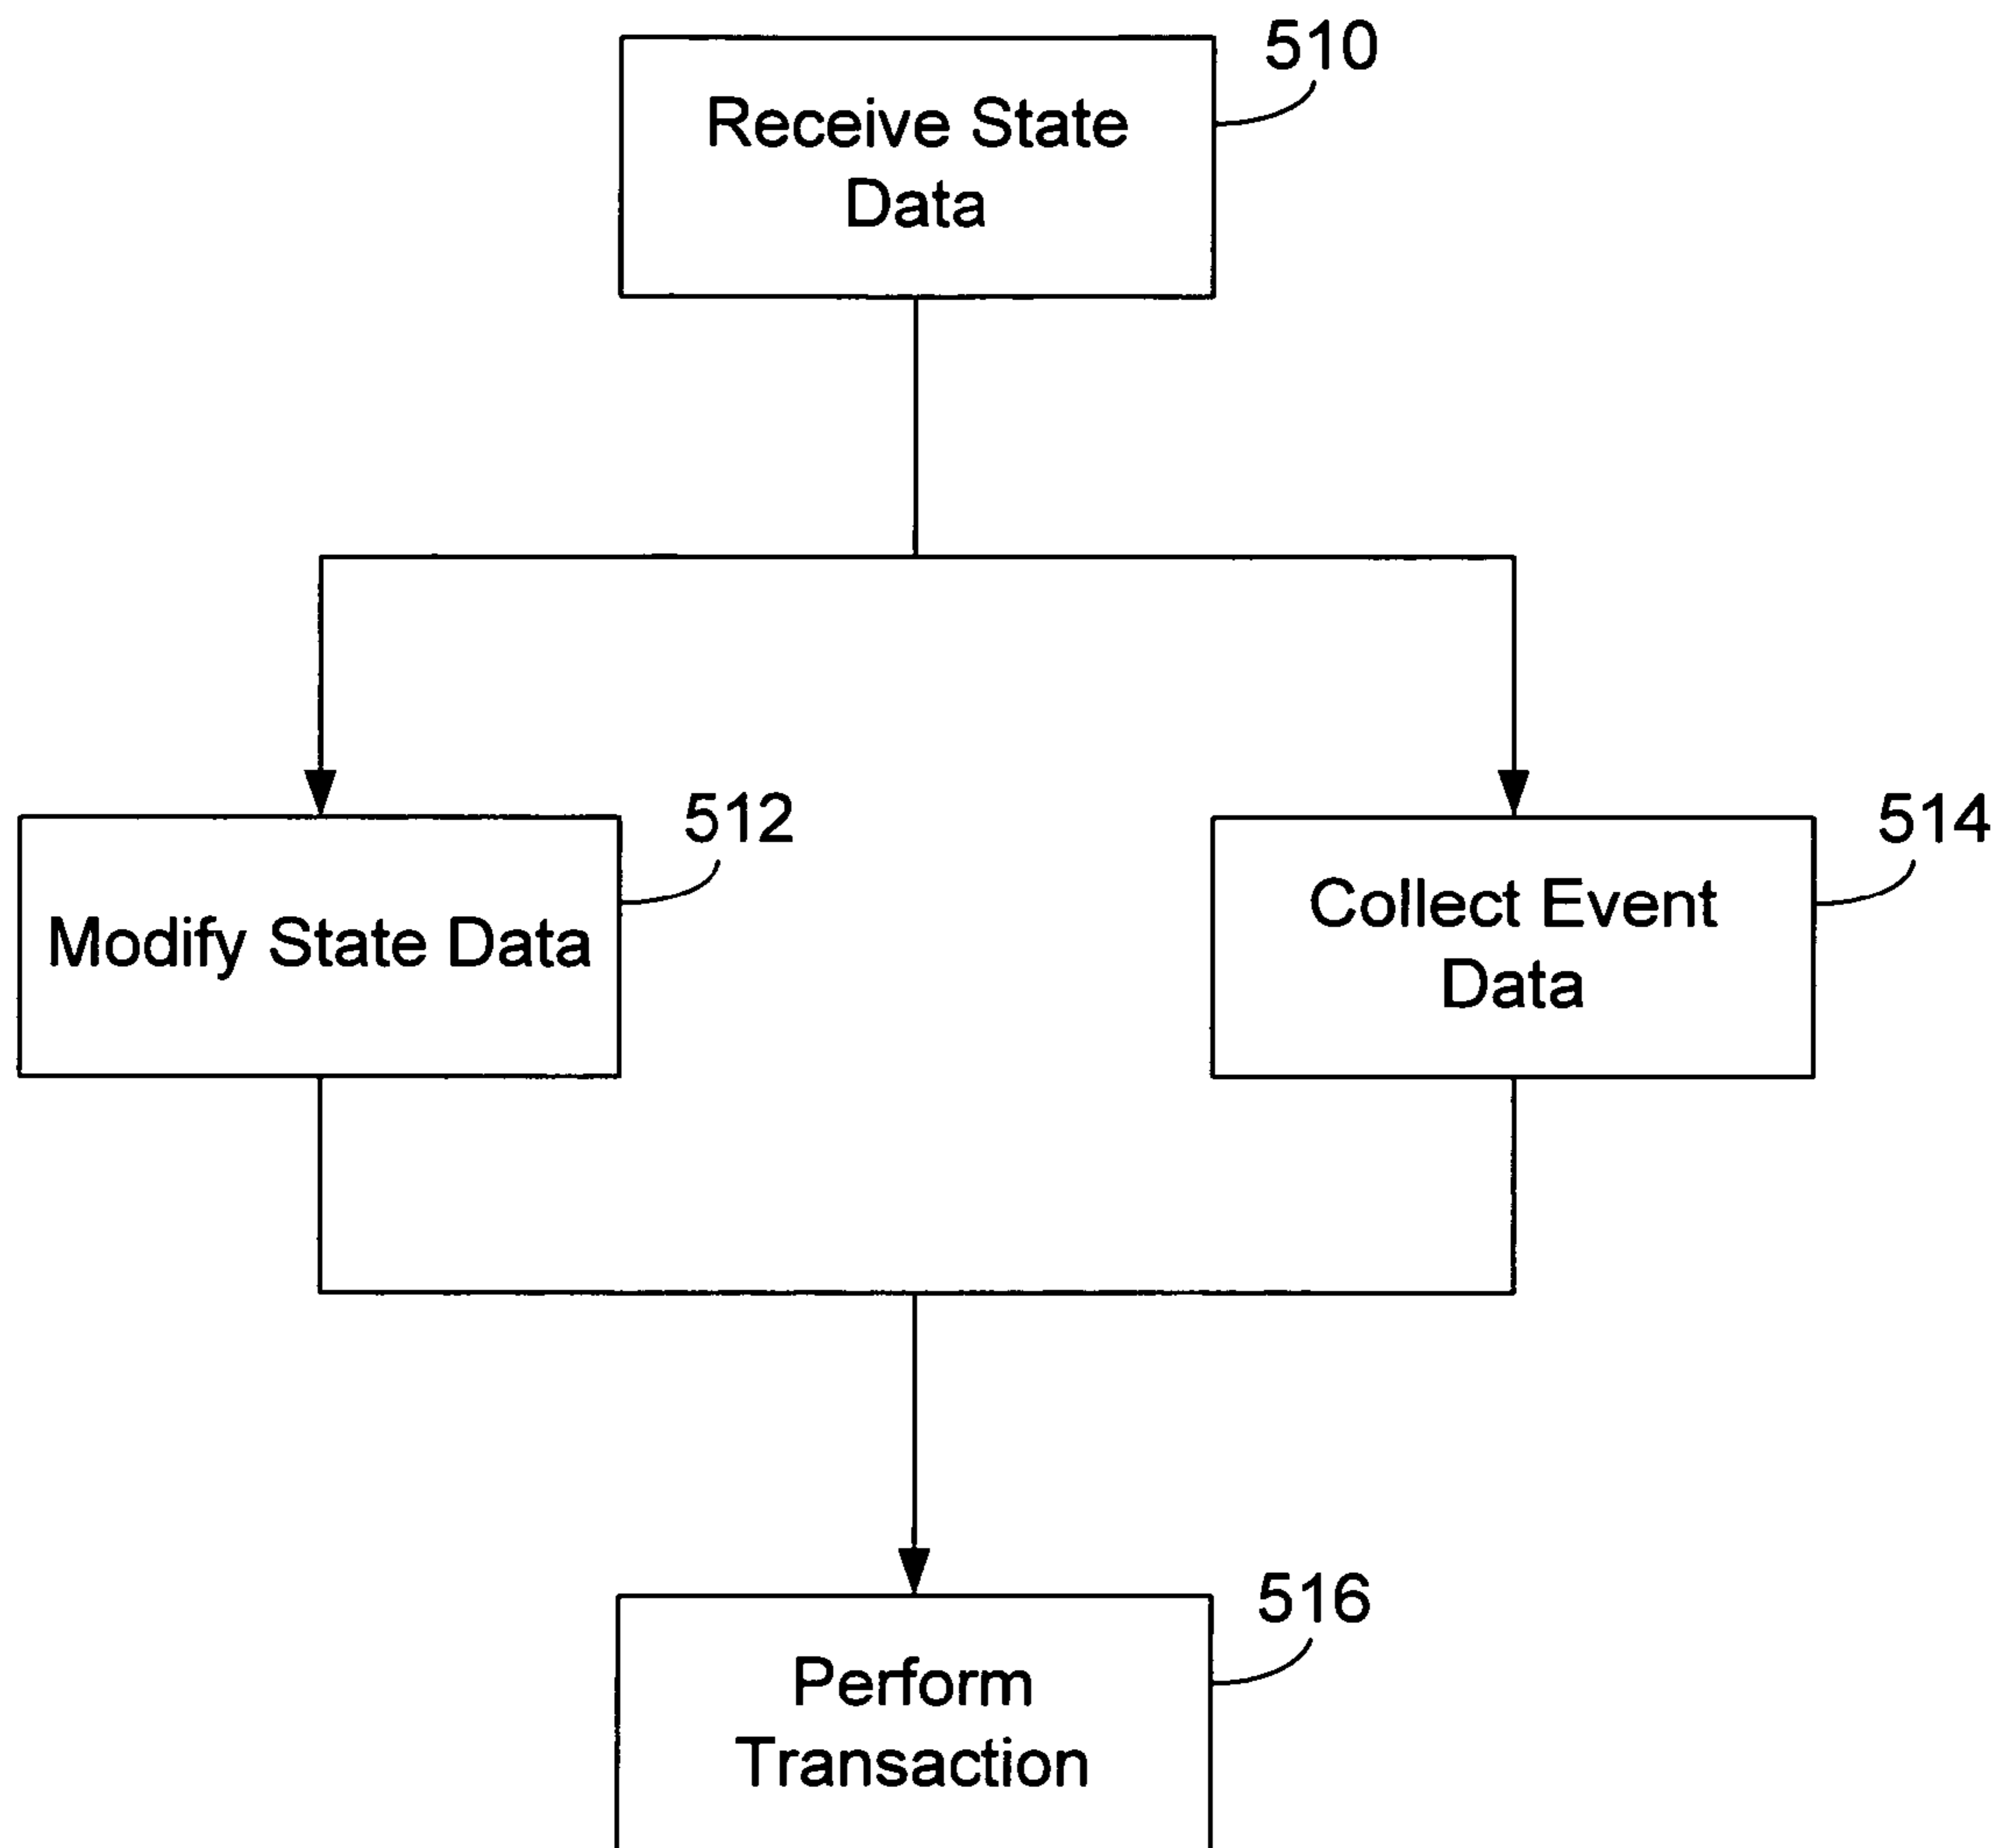 510
Receive State
Data
512
Modify State Data
514
Collect Event
Data
516
Perform
Transaction